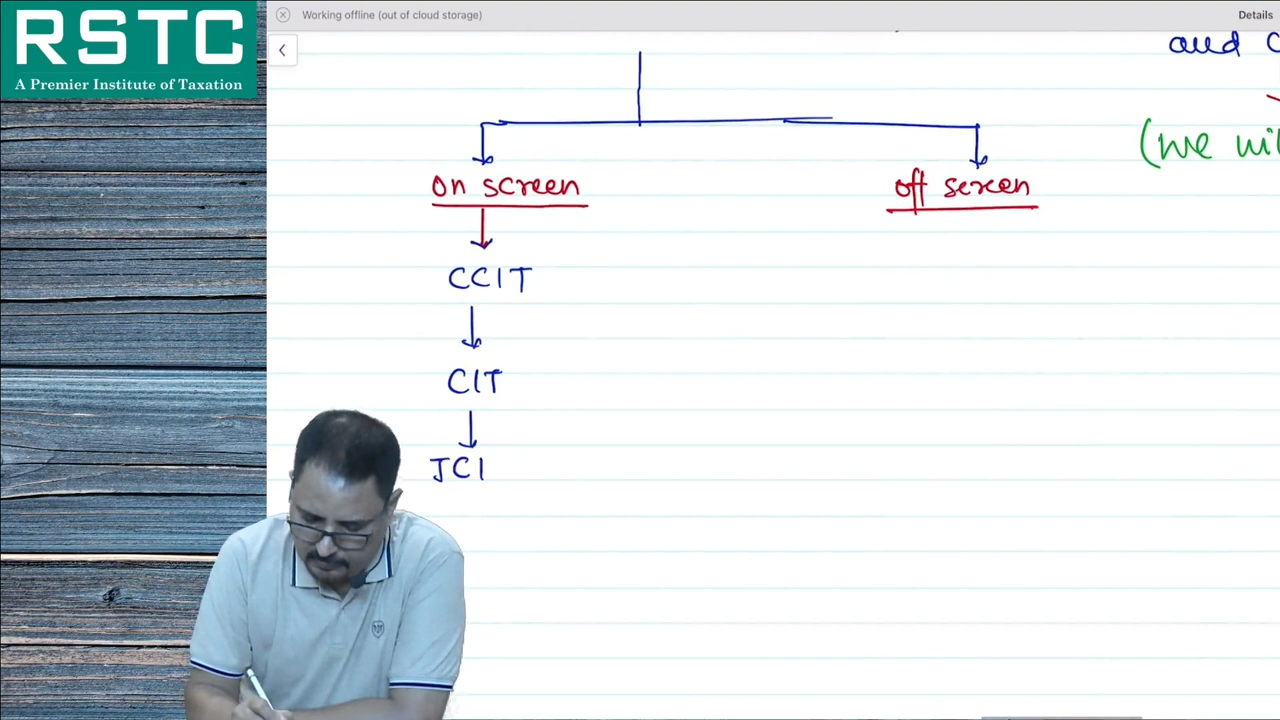 RSTC
A Premier Institute of Taxation
Working offline (out of cloud storage)
Details
and
(we
on screen
off screen
CCIT
CIT
JCI